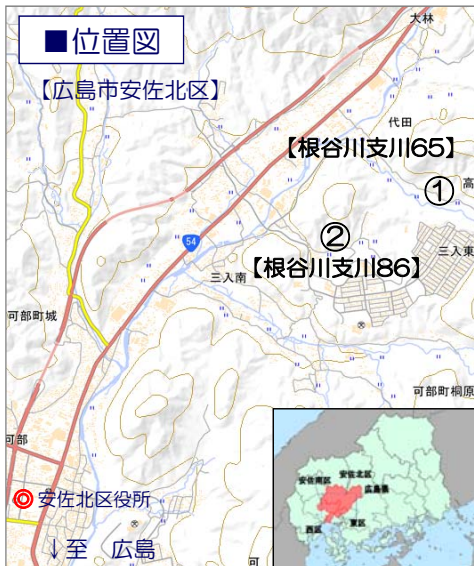 ■位置図
【広島市安佐北区】
大林
代田
【根谷川支川65】
①
高
②
三入東
54
【根谷川支川86】
三入南
可部町城
可部町桐原
可部
安佐北区役所
↓至 広島
可
安佐南区
安佐北区
広島県
西区
東区